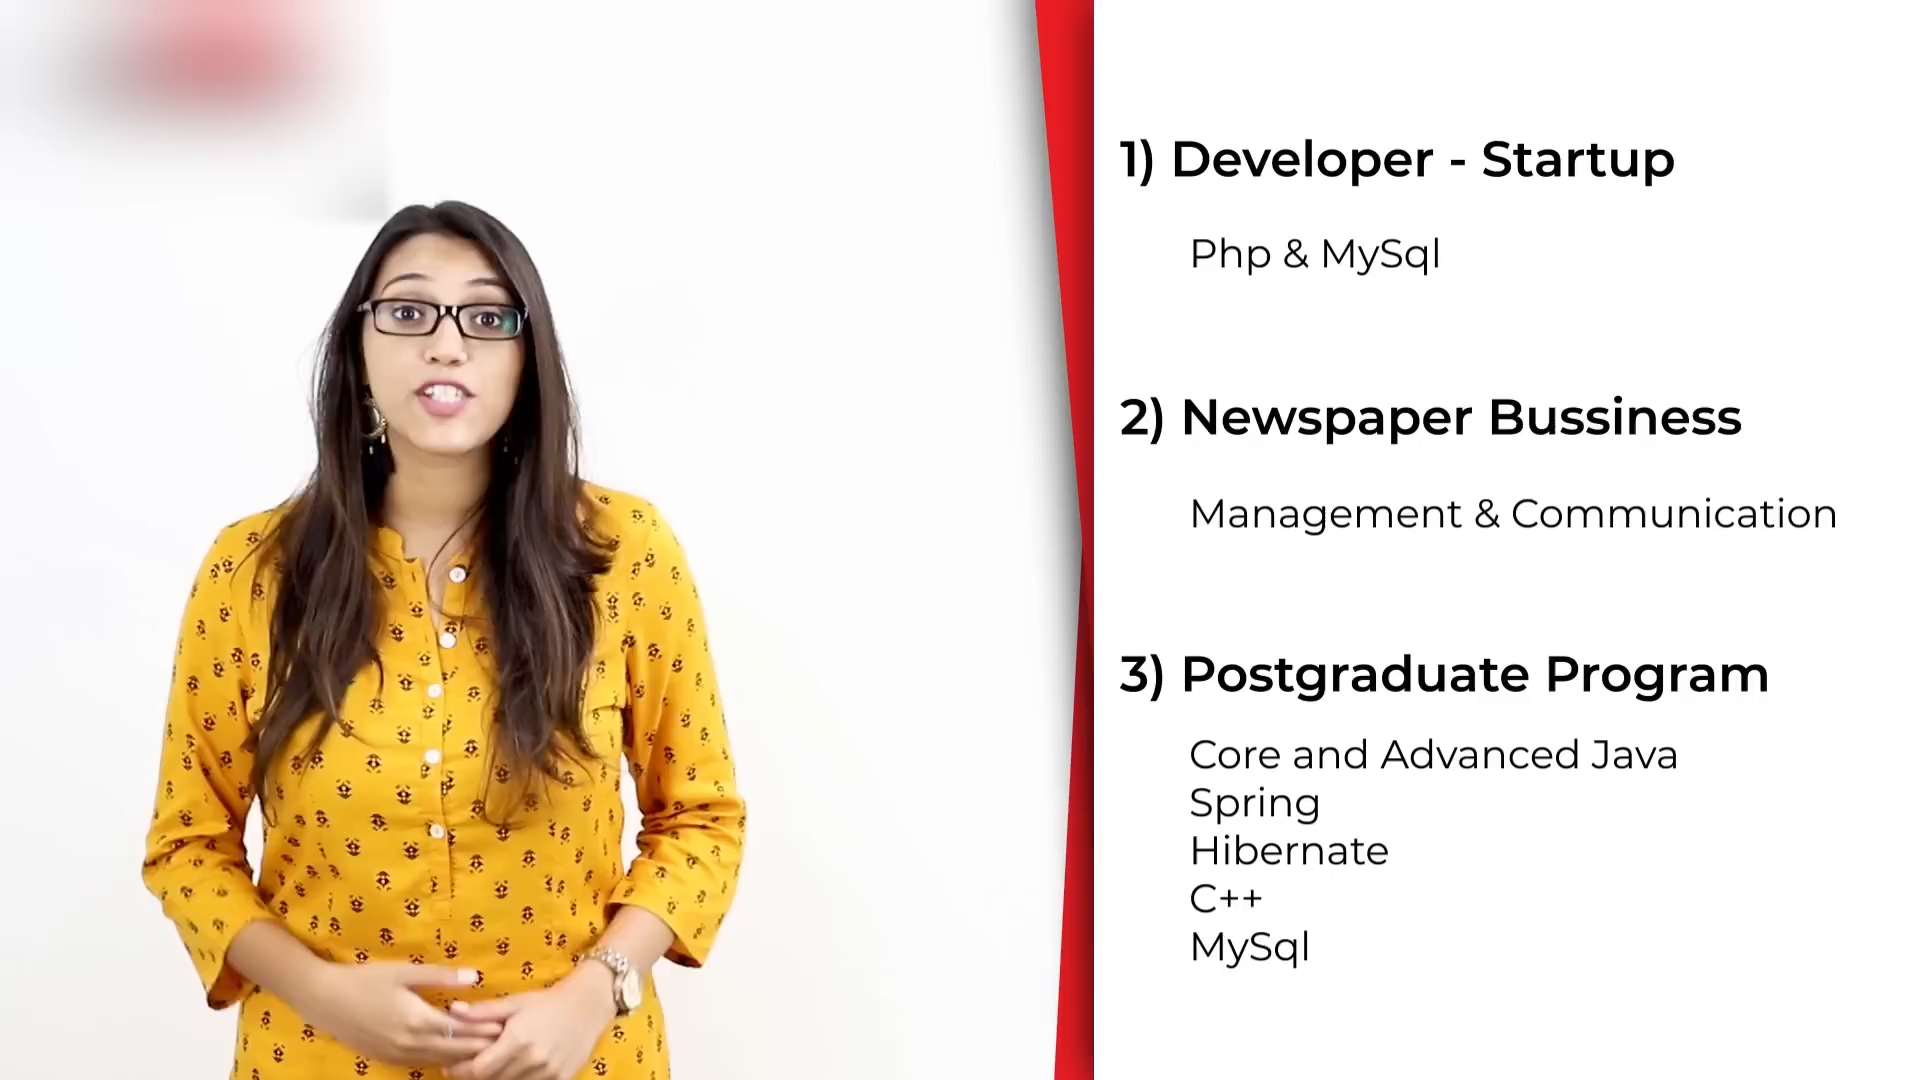 1) Developer - Startup
Php & MySql
2) Newspaper Bussiness
Management & Communication
3) Postgraduate Program
Core and Advanced Java
Spring
Hibernate
C++
MySql